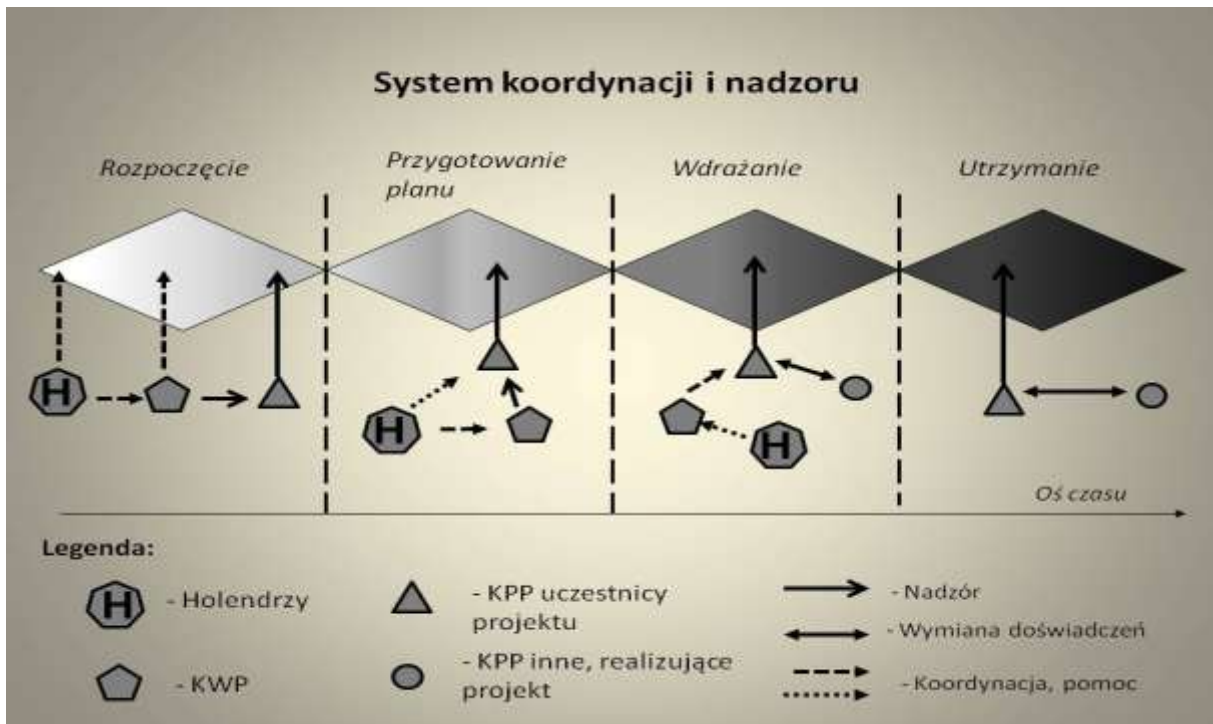 System koordynacji i nadzoru
Rozpoczęcie
Przygotowanie
planu
Wdrażanie
Utrzymanie
H
H
H
Oś czasu
Legenda:
H - Holendrzy
- KPP uczestnicy
projektu
- Nadzór
- Wymiana doświadczeń
- KWP
- KPP inne, realizujące
projekt
- Koordynacja, pomoc